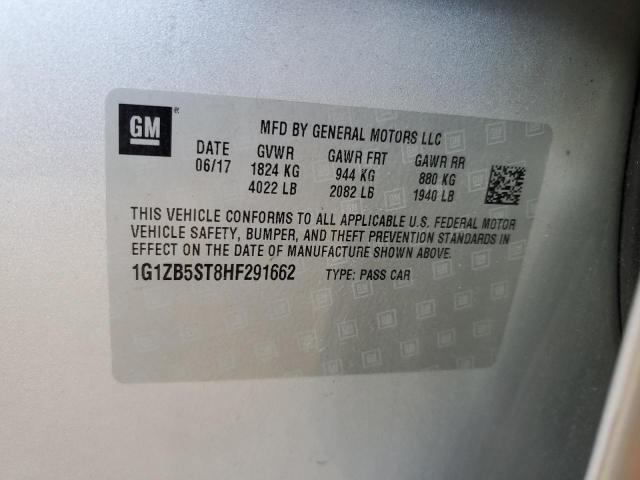 GM ®
MFD BY GENERAL MOTORS LLC
DATE GVWR GAWR FRT GAWR RR
06/17 1824 KG 944 KG 880 KG
4022 LB 2082 LB 1940 LB
THIS VEHICLE CONFORMS TO ALL APPLICABLE U.S. FEDERAL MOTOR
VEHICLE SAFETY, BUMPER, AND THEFT PREVENTION STANDARDS IN
EFFECT ON THE DATE OF MANUFACTURE SHOWN ABOVE.
1G1ZB5ST8HF291662 TYPE: PASS CAR